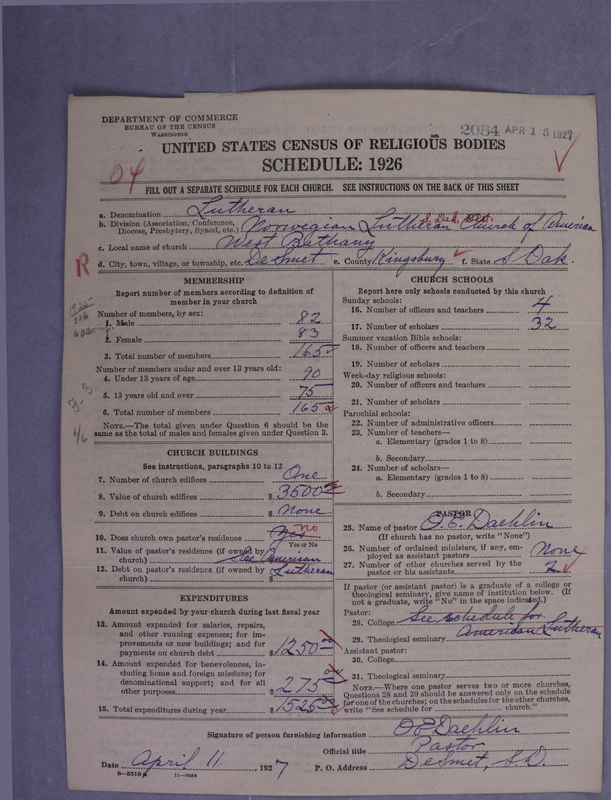 DEPARTMENT OF COMMERCE
BUREAU OF THE CENSUS
WASHINGTON
2084 APR 15 1927
UNITED STATES CENSUS OF RELIGIOUS BODIES
SCHEDULE: 1926
04
FILL OUT A SEPARATE SCHEDULE FOR EACH CHURCH. SEE INSTRUCTIONS ON THE BACK OF THIS SHEET
a. Denomination Lutheran
b. Division (Association, Conference, Diocese, Presbytery, Synod, etc.) Norwegian Lutheran Church of America
S. Dak. Dist.
c. Local name of church West Bethany
R
d. City, town, village, or township, etc. DeSmet e. County Kingsbury f. State S Dak.
MEMBERSHIP
Report number of members according to definition of
member in your church
Number of members, by sex:
1. Male 82
2. Female 83
3. Total number of members 165
Number of members under and over 13 years old:
4. Under 13 years of age 90
5. 13 years old and over 75
6. Total number of members 165
NOTE.—The total given under Question 6 should be the
same as the total of males and females given under Question 3.
CHURCH BUILDINGS
See instructions, paragraphs 10 to 12
7. Number of church edifices One
8. Value of church edifices $ 3500
9. Debt on church edifices $ None
10. Does church own pastor's residence Yes no
Yes or No
11. Value of pastor's residence (if owned by
church) See American
12. Debt on pastor's residence (if owned by
church) $ Lutheran
EXPENDITURES
Amount expended by your church during last fiscal year
13. Amount expended for salaries, repairs,
and other running expences; for im-
provements or new buildings; and for
payments on church debt $ 1250.00
14. Amount expended for benevolences, in-
cluding home and foreign missions; for
denominational support; and for all
other purposes $ 275.00
15. Total expenditures during year $ 1525.00
CHURCH SCHOOLS
Report here only schools conducted by this church
Sunday schools:
16. Number of officers and teachers 4
17. Number of scholars 32
Summer vacation Bible schools:
18. Number of officers and teachers
19. Number of scholars
Week-day religious schools:
20. Number of officers and teachers
21. Number of scholars
Parochial schools:
22. Number of administrative officers
23. Number of teachers—
a. Elementary (grades 1 to 8)
b. Secondary
24. Number of scholars—
a. Elementary (grades 1 to 8)
b. Secondary
PASTOR
25. Name of pastor O. E. Daehlin
(If church has no pastor, write "None")
26. Number of ordained ministers, if any, em-
ployed as assistant pastors None
27. Number of other churches served by the
pastor or his assistants 2
If pastor (or assistant pastor) is a graduate of a college or
theological seminary, give name of institution below. (If
not a graduate, write "No" in the space indicated.)
Pastor:
28. College See Schedule for
29. Theological seminary American Lutheran
Assistant pastor:
30. College
31. Theological seminary
NOTE.—Where one pastor serves two or more churches,
Questions 28 and 29 should be answered only on the schedule
for one of the churches; on the schedules for the other churches,
write "See schedule for church."
Signature of person furnishing information O E Daehlin
Official title Pastor
Date April 11 1927 P. O. Address DeSmet, S.D.
8—5518a 11—9054